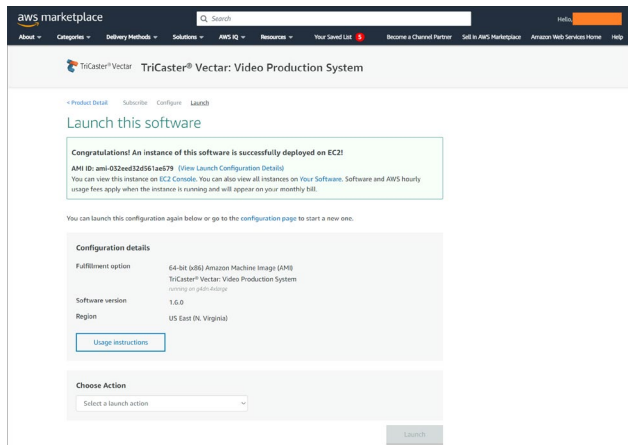 aws marketplace
Search
Hello,
About
Categories
Delivery Methods
Solutions
AWS IQ
Resources
Your Saved List 5
Become a Channel Partner
Sell in AWS Marketplace
Amazon Web Services Home
Help
TriCaster® Vectar
TriCaster® Vectar: Video Production System
< Product Detail Subscribe Configure Launch
Launch this software
Congratulations! An instance of this software is successfully deployed on EC2!
AMI ID: ami-032eed32d561ae679 (View Launch Configuration Details)
You can view this instance on EC2 Console. You can also view all instances on Your Software. Software and AWS hourly
usage fees apply when the instance is running and will appear on your monthly bill.
You can launch this configuration again below or go to the configuration page to start a new one.
Configuration details
Fulfillment option
64-bit (x86) Amazon Machine Image (AMI)
TriCaster® Vectar: Video Production System
running on g4dn.4xlarge
Software version
1.6.0
Region
US East (N. Virginia)
Usage instructions
Choose Action
Select a launch action
Launch